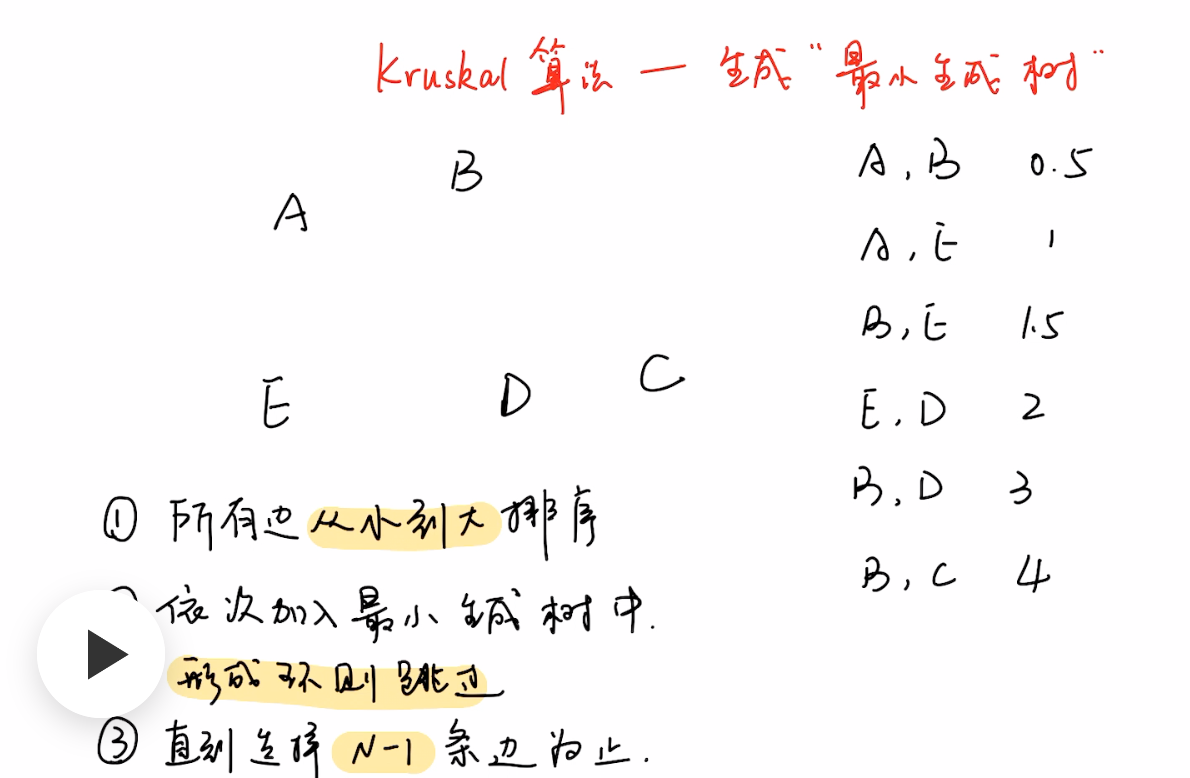 Kruskal 算法 — 生成“最小生成树”
A
B
E
D
C
A, B 0.5
A, E 1
B, E 1.5
E, D 2
B, D 3
B, C 4
① 所有边从小到大排序
依次加入最小生成树中.
形成环则跳过
③ 直到选择 N-1 条边为止.